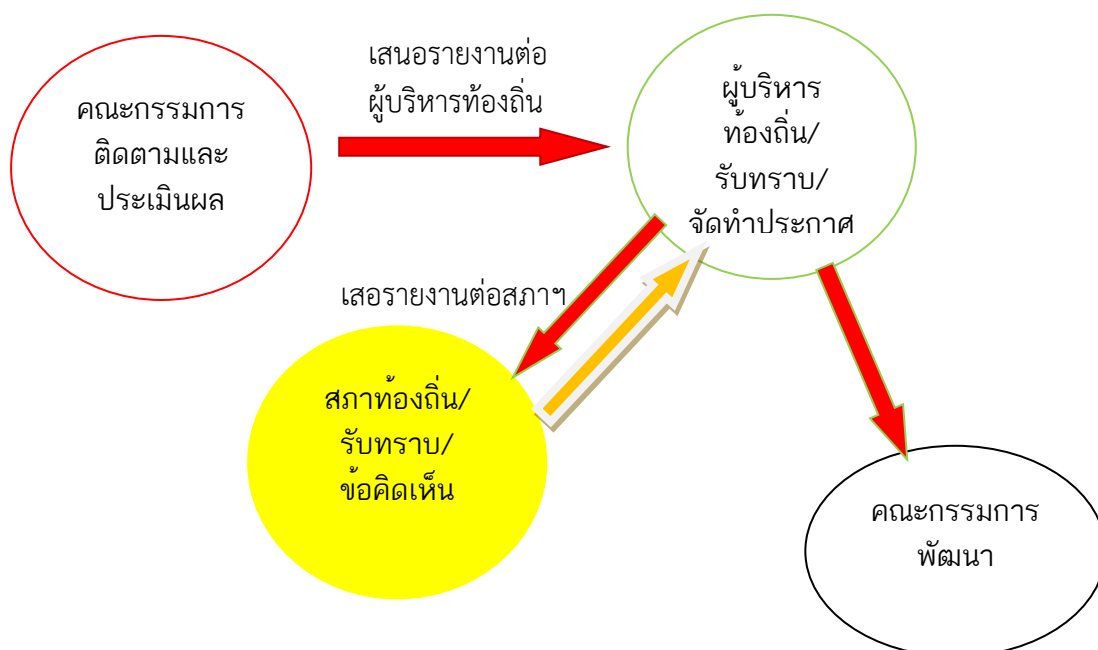 คณะกรรมการ
ติดตามและ
ประเมินผล
เสนอรายงานต่อ
ผู้บริหารท้องถิ่น
ผู้บริหาร
ท้องถิ่น/
รับทราบ/
จัดทำประกาศ
เสอรายงานต่อสภาฯ
สภาท้องถิ่น/
รับทราบ/
ข้อคิดเห็น
คณะกรรมการ
พัฒนา